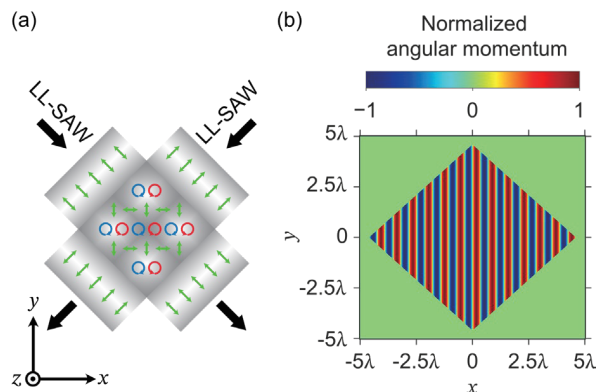 (a)
LL-SAW
LL-SAW
y
z
x
(b)
Normalized
angular momentum
−1
0
1
5λ
2.5λ
0
-2.5λ
-5λ
y
-5λ
-2.5λ
0
2.5λ
5λ
x